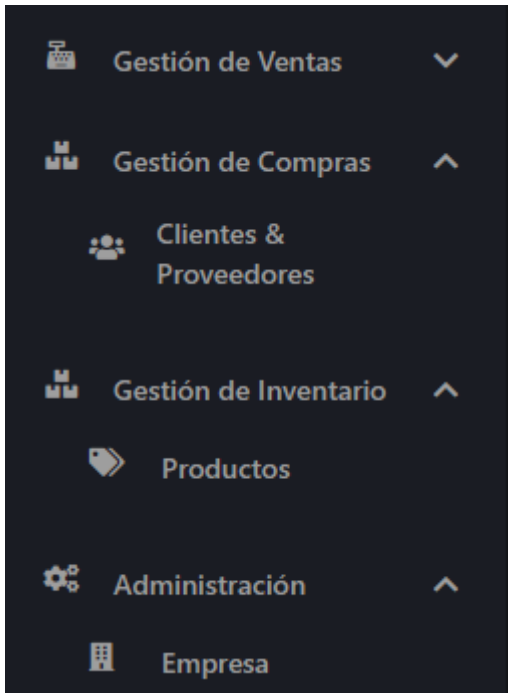 Gestión de Ventas
Gestión de Compras
Clientes &
Proveedores
Gestión de Inventario
Productos
Administración
Empresa